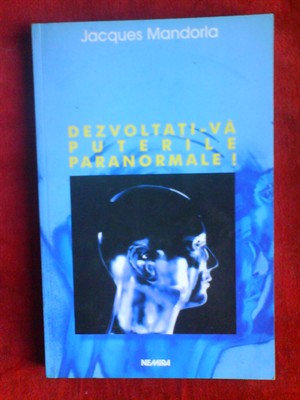 Jacques Mandorla
DEZVOLTAȚI-VĂ
PUTERILE
PARANORMALE!
NEMIRA